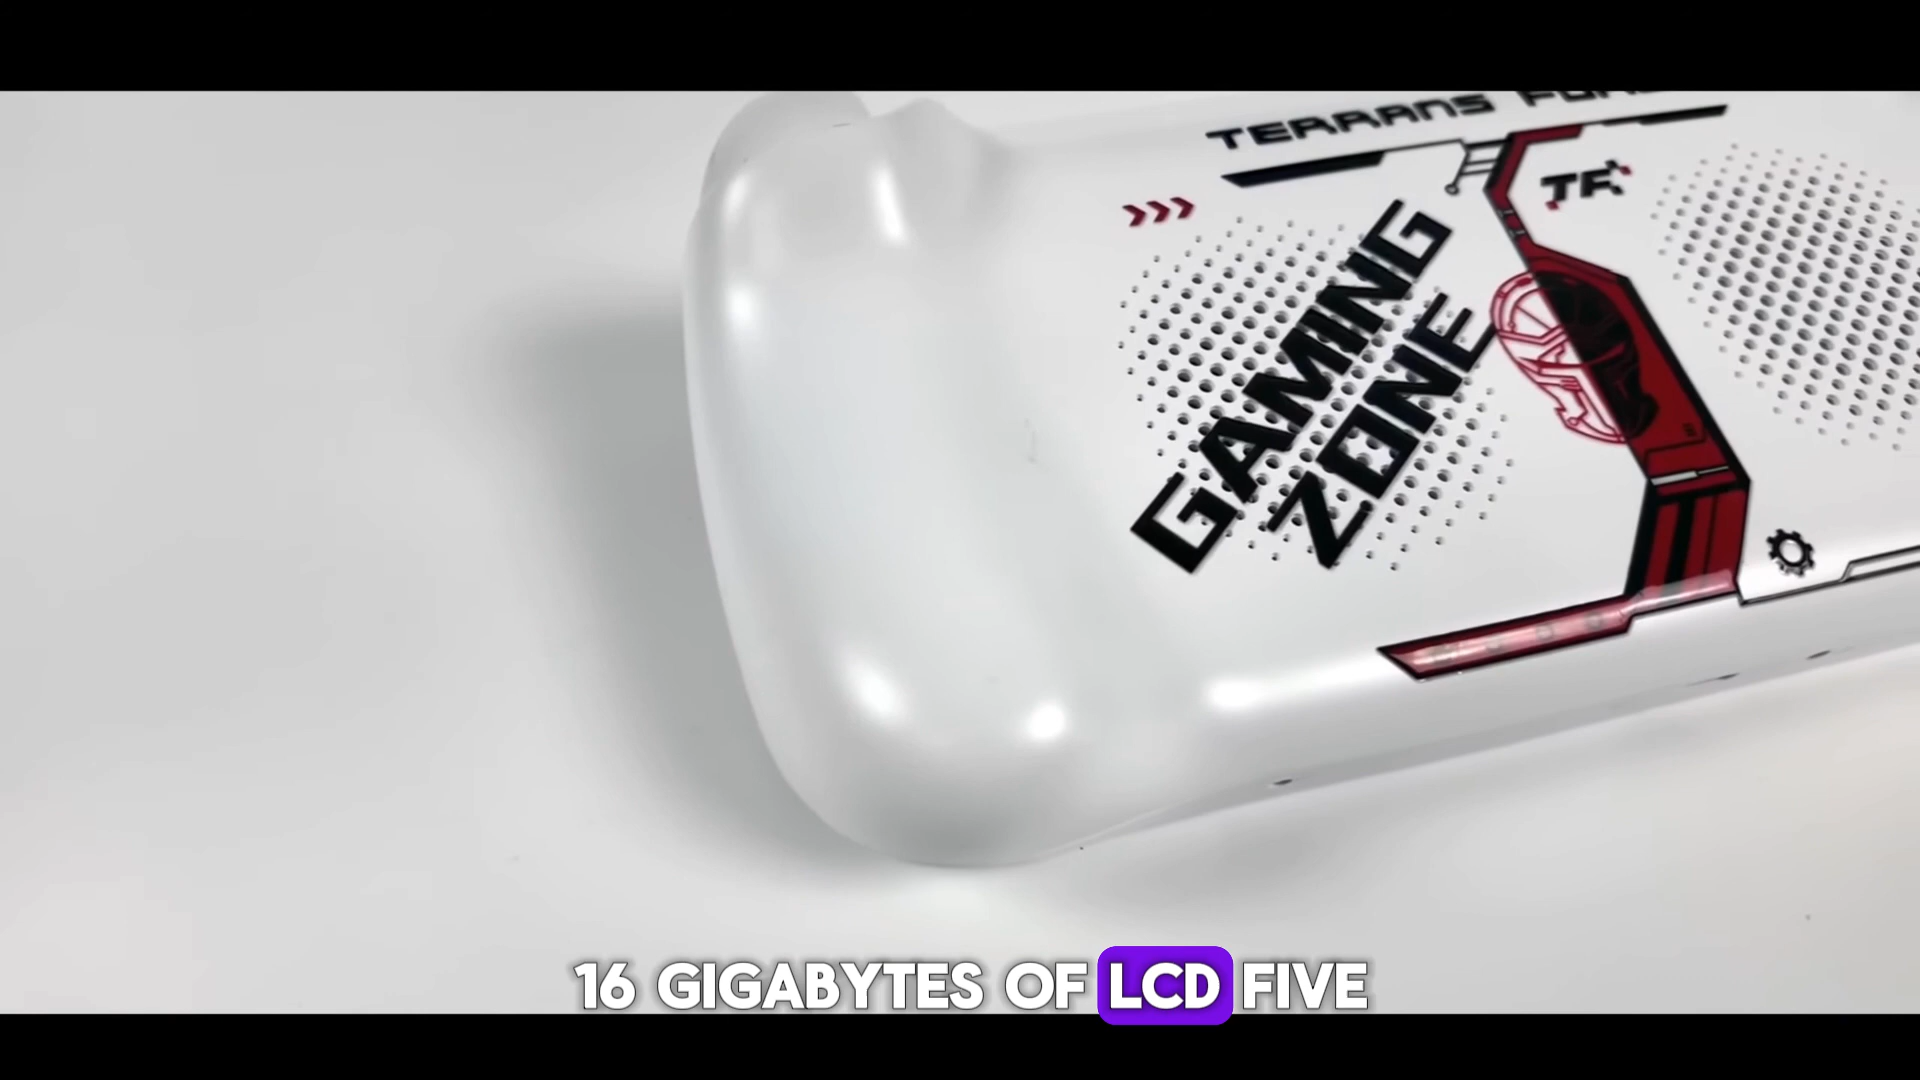 TERRANS
TF
GAMING
ZONE
16 GIGABYTES OF LCD FIVE